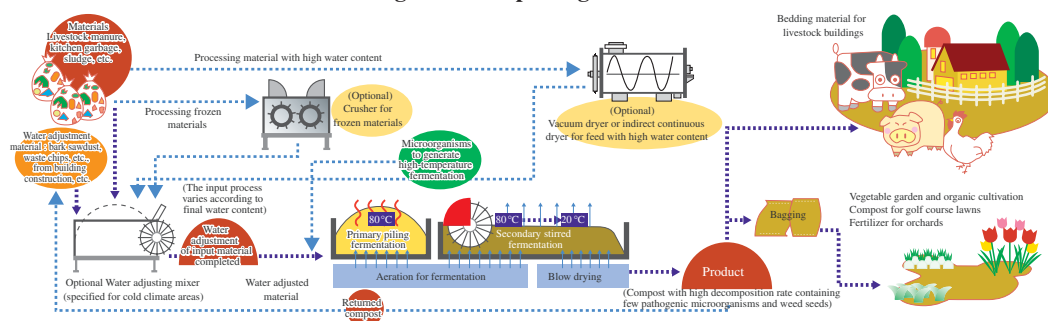 Materials
Livestock manure,
kitchen garbage,
sludge, etc.
Processing material with high water content
Bedding material for
livestock buildings
Processing frozen
materials
(Optional)
Crusher for
frozen materials
(Optional)
Vacuum dryer or indirect continuous
dryer for feed with high water content
Water adjustment
material : bark sawdust,
waste chips, etc.,
from building
construction, etc.
Microorganisms
to generate
high-temperature
fermentation
(The input process
varies according to
final water content)
Water
adjustment
of input material
completed
80°C
Primary piling
fermentation
80°C
20°C
Secondary stirred
fermentation
Bagging
Vegetable garden and organic cultivation
Compost for golf course lawns
Fertilizer for orchards
Optional Water adjusting mixer
(specified for cold climate areas)
Water adjusted
material
Aeration for fermentation
Blow drying
Product
(Compost with high decomposition rate containing
few pathogenic microorganisms and weed seeds)
Returned
compost